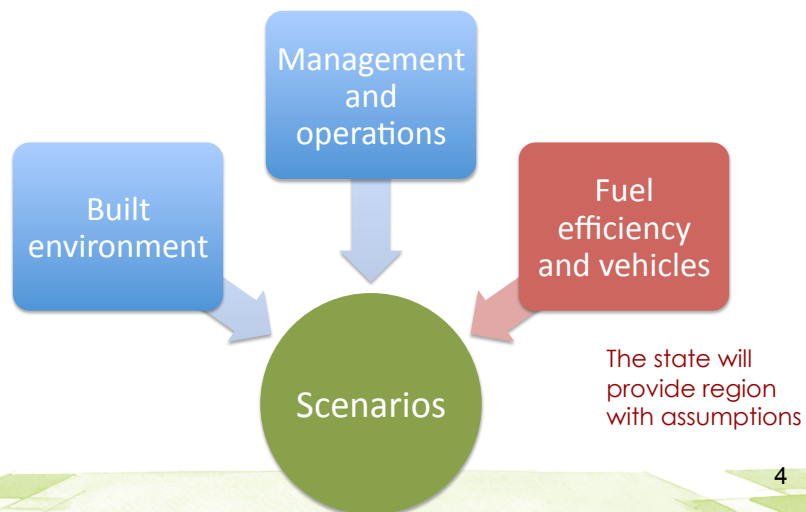 Management
and
operations
Built
environment
Fuel
efficiency
and vehicles
Scenarios
The state will
provide region
with assumptions
4